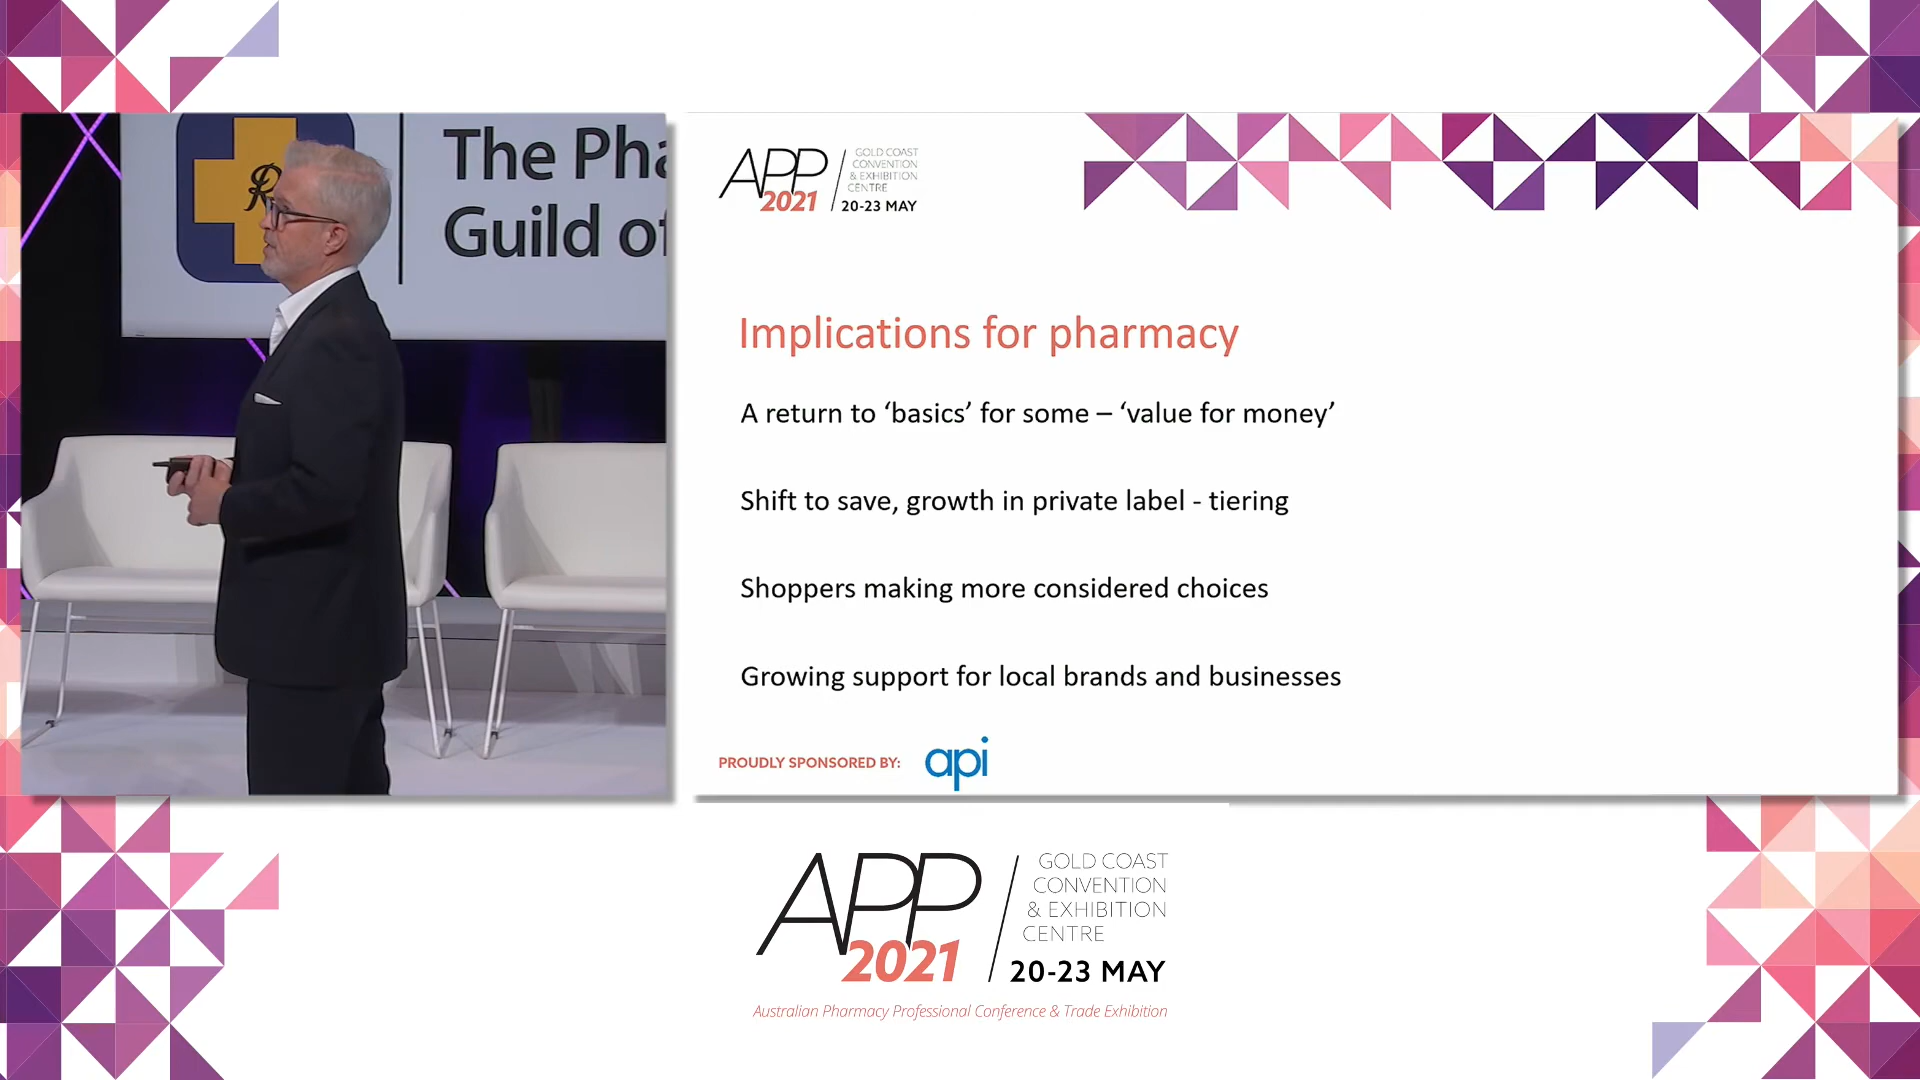 The Pha
Guild of
APP
2021
GOLD COAST
CONVENTION
& EXHIBITION
CENTRE
20-23 MAY
Implications for pharmacy
A return to ‘basics’ for some – ‘value for money’
Shift to save, growth in private label - tiering
Shoppers making more considered choices
Growing support for local brands and businesses
PROUDLY SPONSORED BY:
api
APP
2021
GOLD COAST
CONVENTION
& EXHIBITION
CENTRE
20-23 MAY
Australian Pharmacy Professional Conference & Trade Exhibition